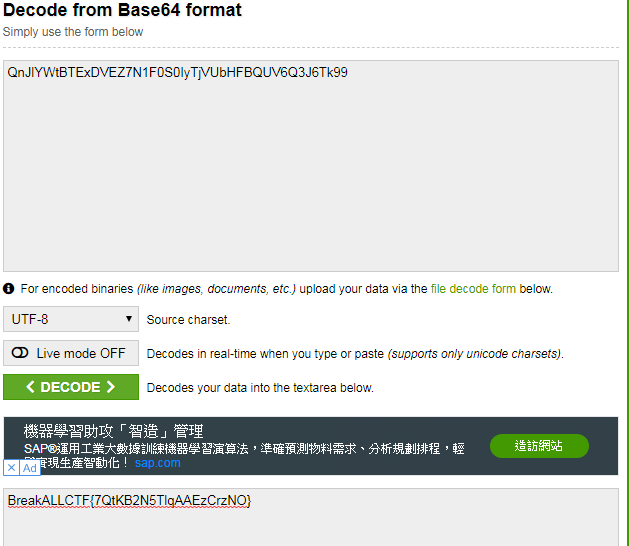 Decode from Base64 format
Simply use the form below
QnJlYWtBTExDVEZ7N1F0S0IyTjVUbHFBQUV6Q3J6Tk99
For encoded binaries (like images, documents, etc.) upload your data via the file decode form below.
UTF-8 Source charset.
Live mode OFF Decodes in real-time when you type or paste (supports only unicode charsets).
< DECODE > Decodes your data into the textarea below.
機器學習助攻「智造」管理
SAP®運用工業大數據訓練機器學習演算法，準確預測物料需求、分析規劃排程，輕
實現生產智動化！ sap.com
造訪網站
Ad
BreakALLCTF{7QtKB2N5TlqAAEzCrzNO}